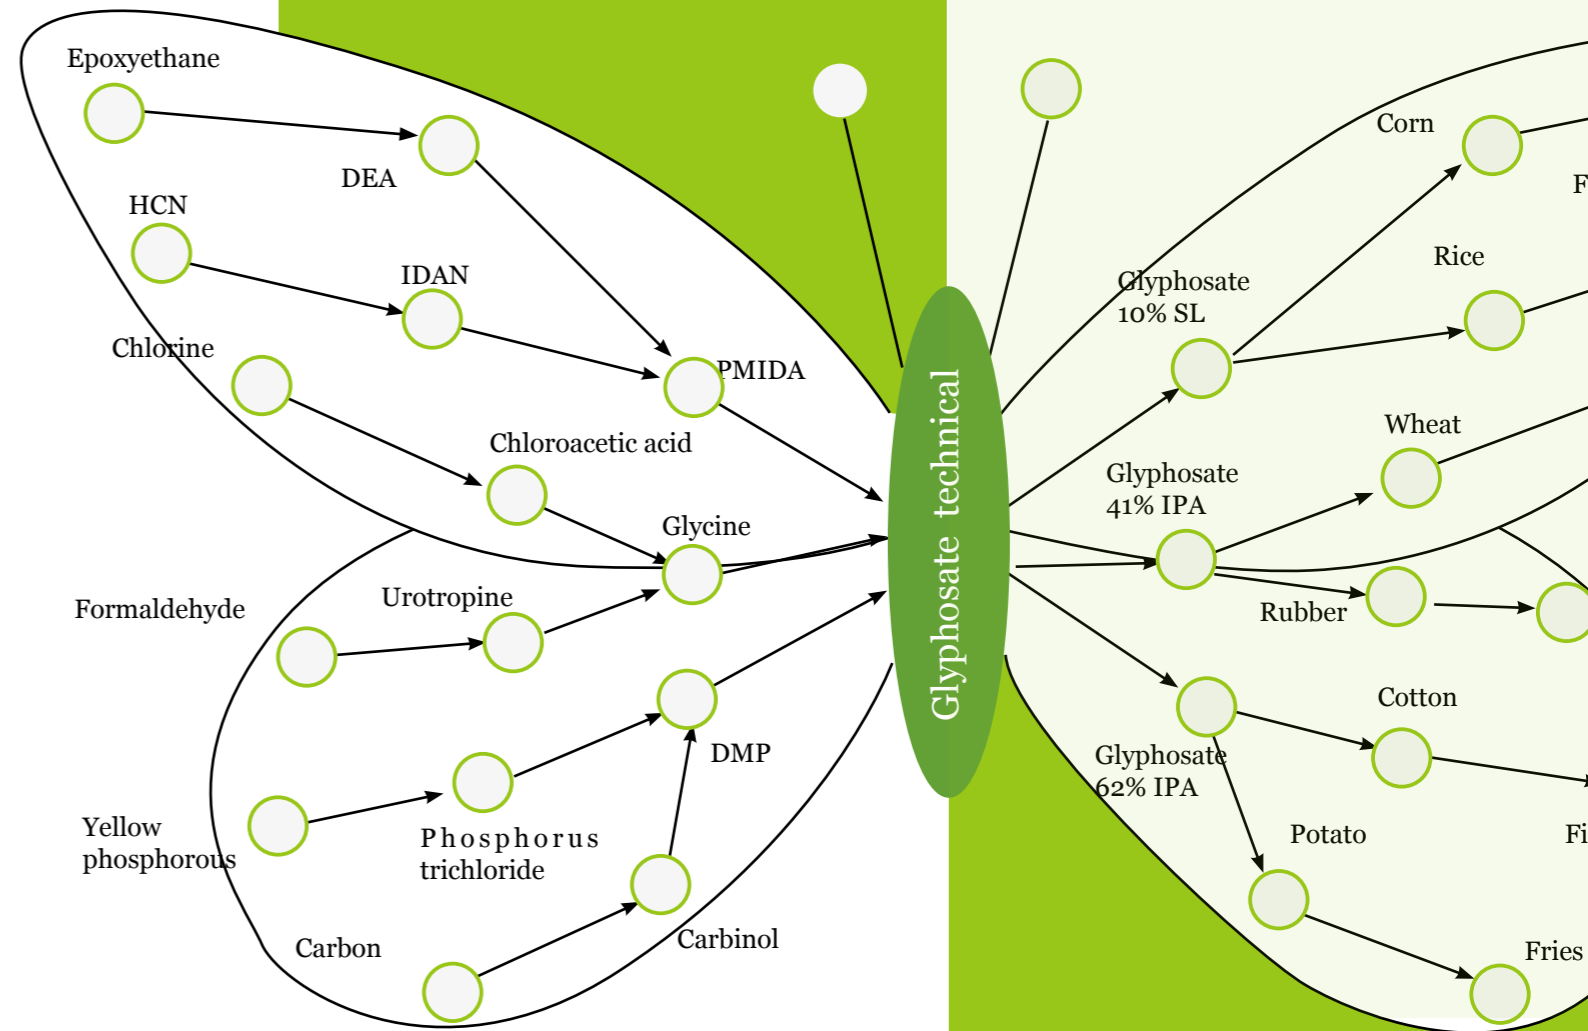 Epoxyethane
DEA
HCN
IDAN
Chlorine
PMIDA
Chloroacetic acid
Glycine
Formaldehyde
Urotropine
DMP
Yellow
phosphorous
Phosphorus
trichloride
Carbon
Carbinol
Glyphosate technical
Glyphosate
10% SL
Corn
F
Rice
Wheat
Glyphosate
41% IPA
Rubber
Cotton
Glyphosate
62% IPA
Potato
Fi
Fries